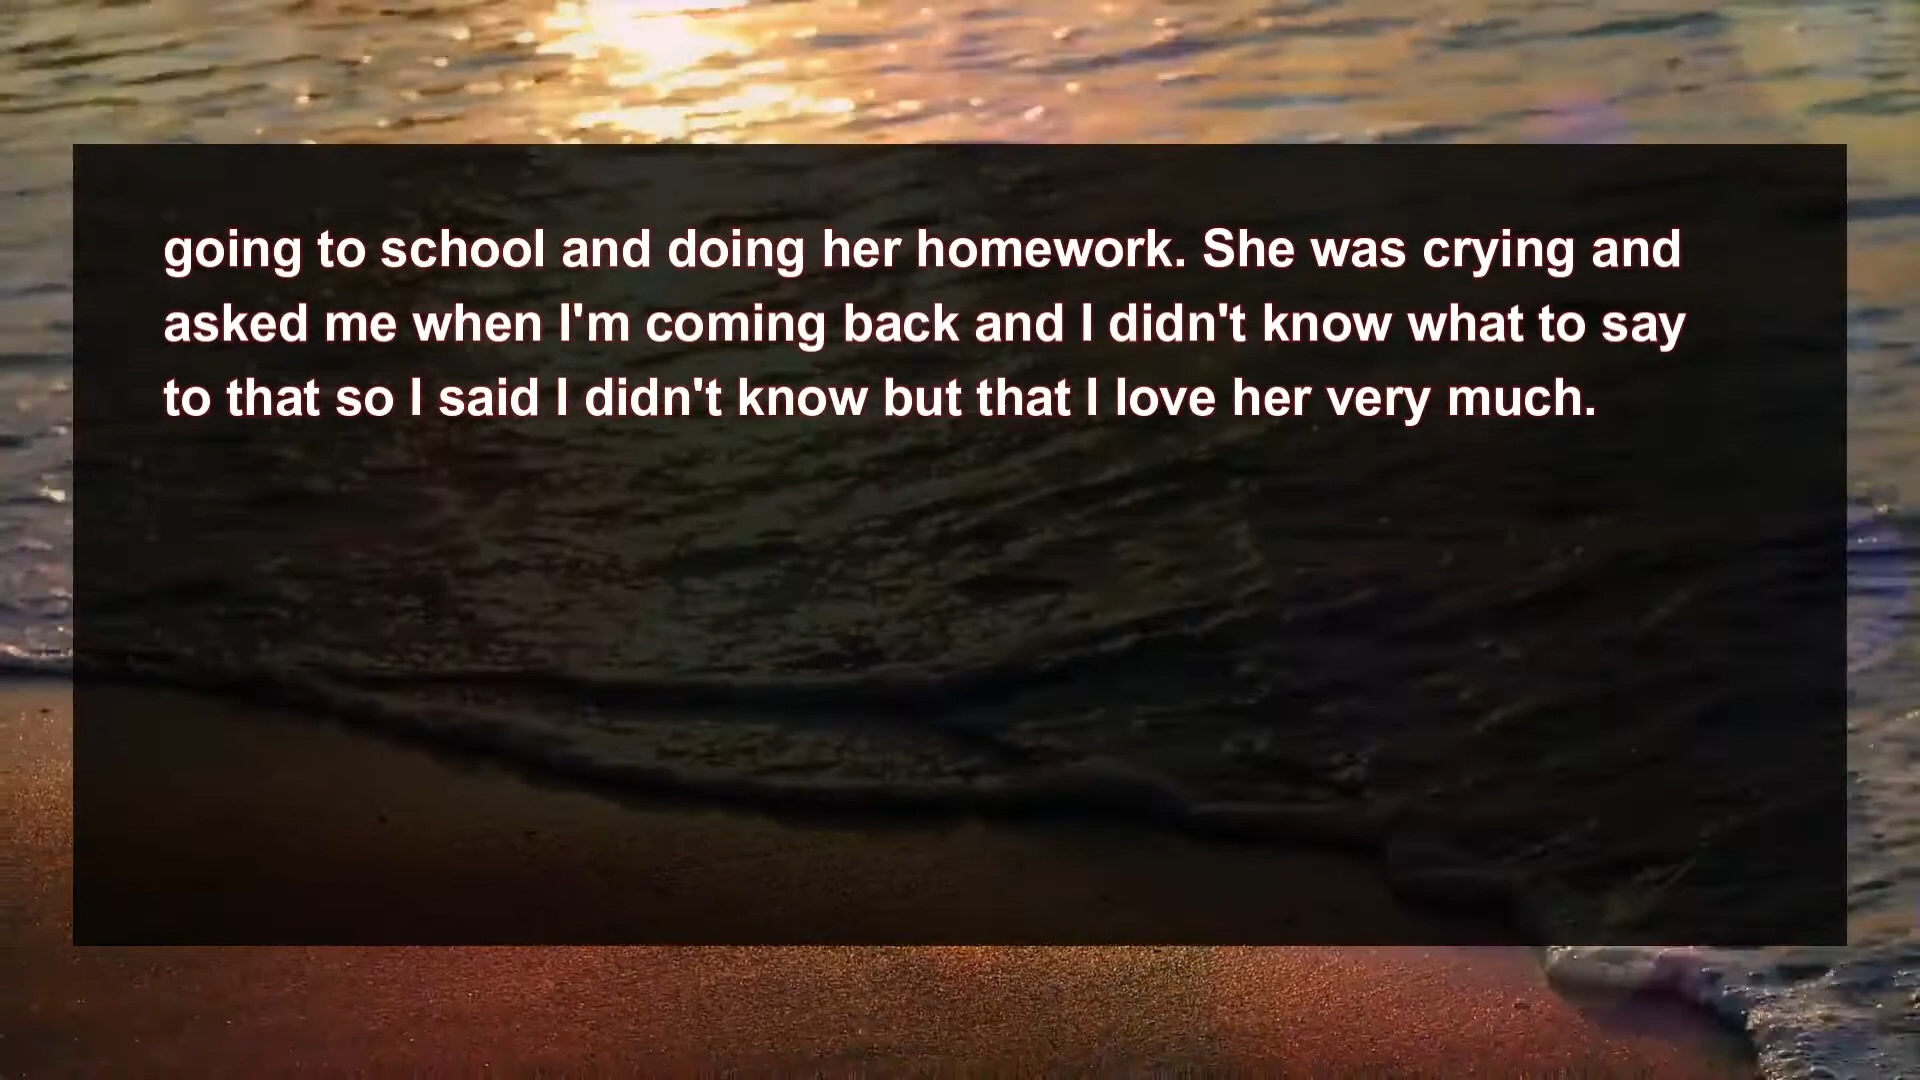 going to school and doing her homework. She was crying and
asked me when I'm coming back and I didn't know what to say
to that so I said I didn't know but that I love her very much.